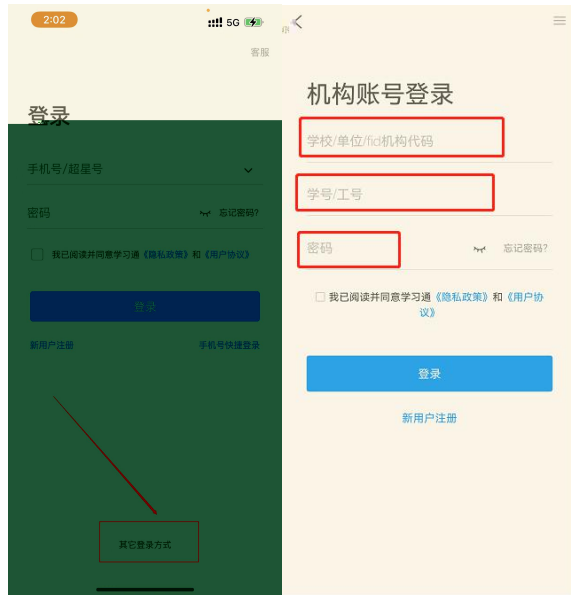 2:02
5G
客服
登录
手机号/超星号
密码
忘记密码?
我已阅读并同意学习通《隐私政策》和《用户协议》
登录
新用户注册
手机号快捷登录
其它登录方式
机构账号登录
学校/单位/fid机构代码
学号/工号
密码
忘记密码?
我已阅读并同意学习通《隐私政策》和《用户协
议》
登录
新用户注册